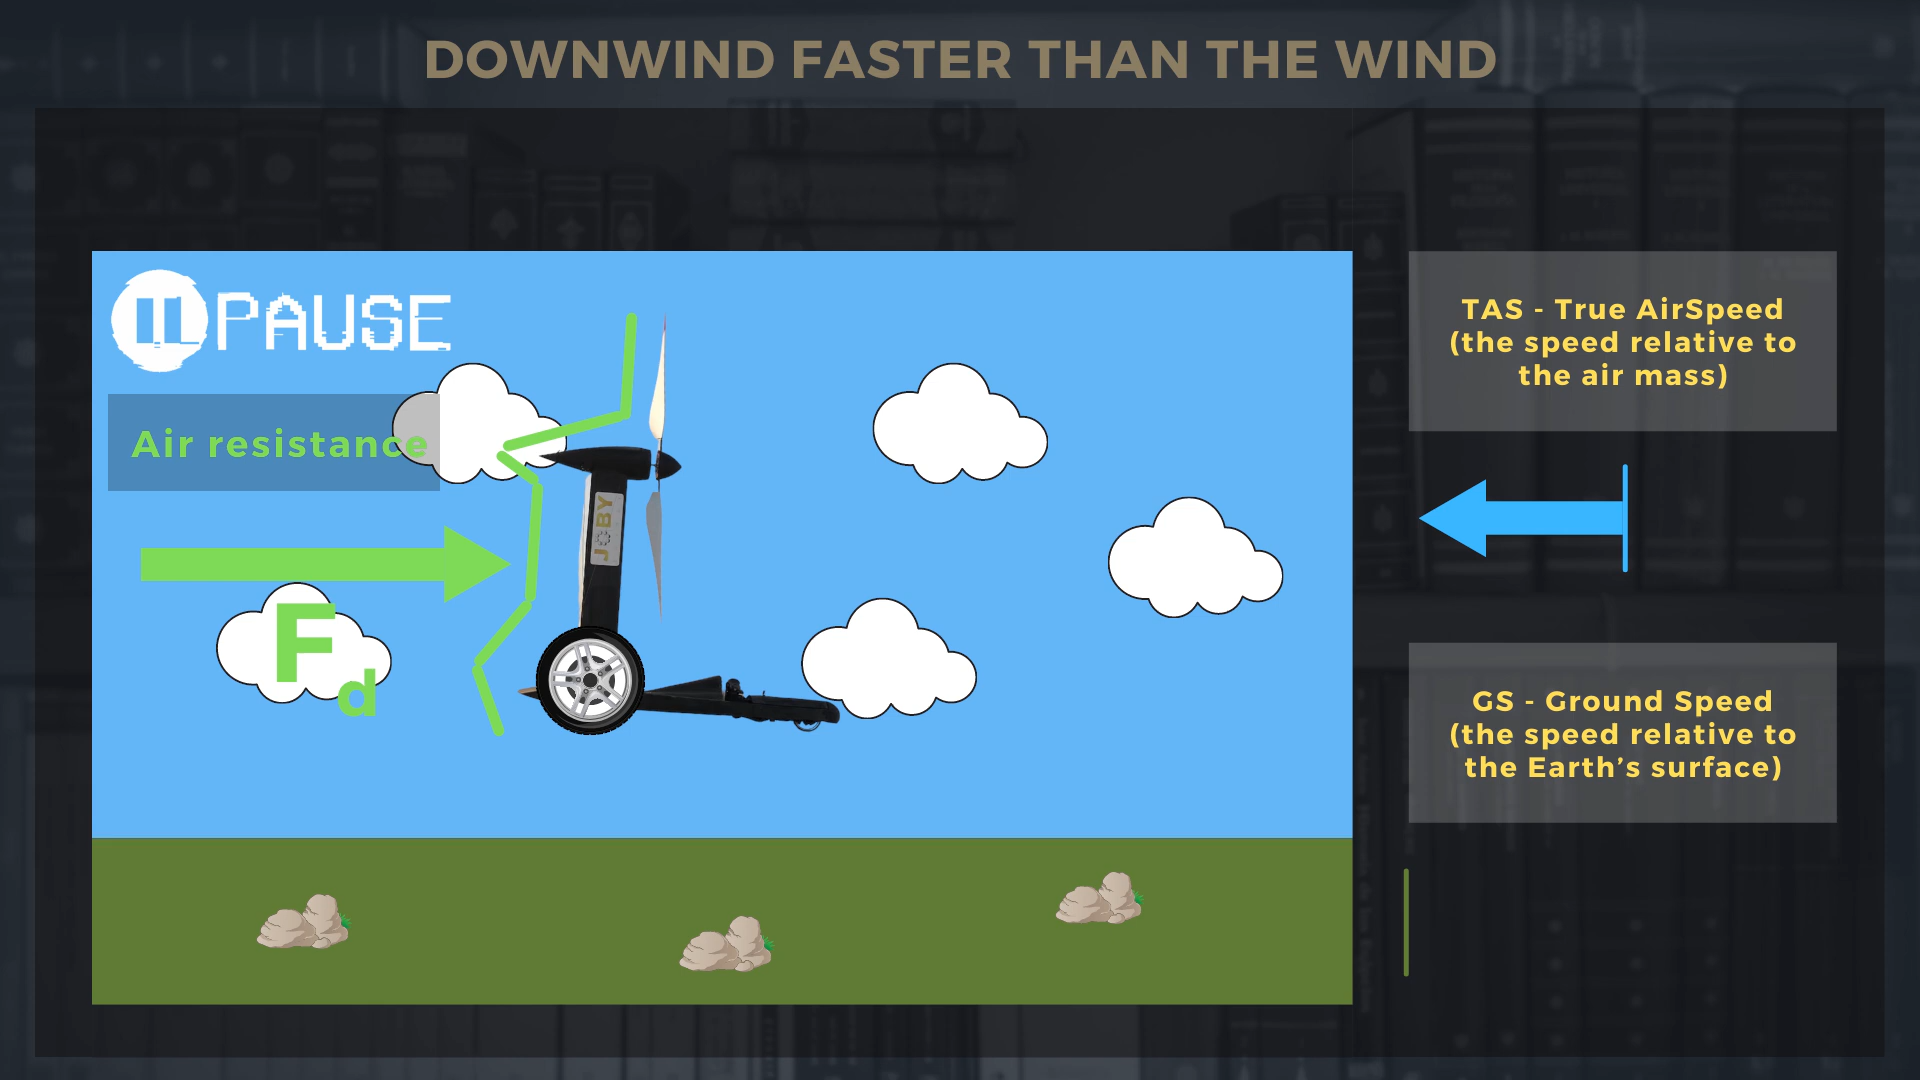 DOWNWIND FASTER THAN THE WIND
PAUSE
Air resistance
F
d
JOBY
TAS - True AirSpeed
(the speed relative to
the air mass)
GS - Ground Speed
(the speed relative to
the Earth’s surface)